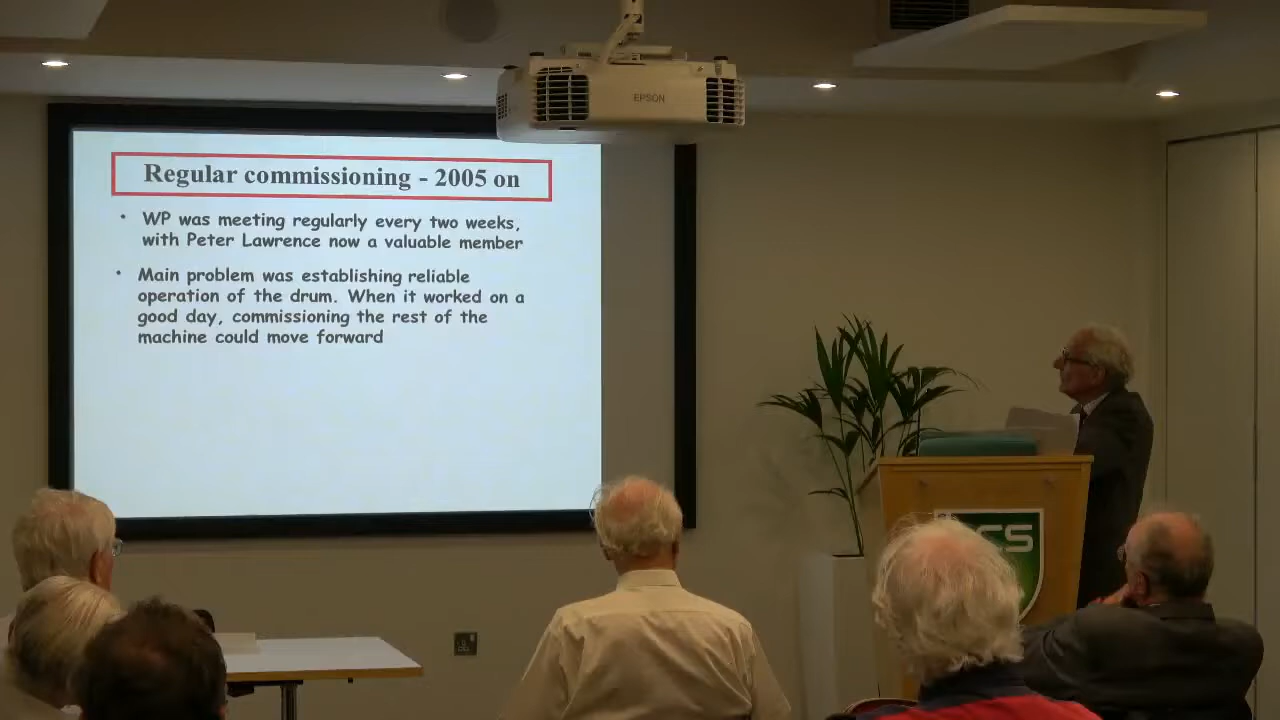 EPSON
Regular commissioning - 2005 on
• WP was meeting regularly every two weeks,
with Peter Lawrence now a valuable member
• Main problem was establishing reliable
operation of the drum. When it worked on a
good day, commissioning the rest of the
machine could move forward